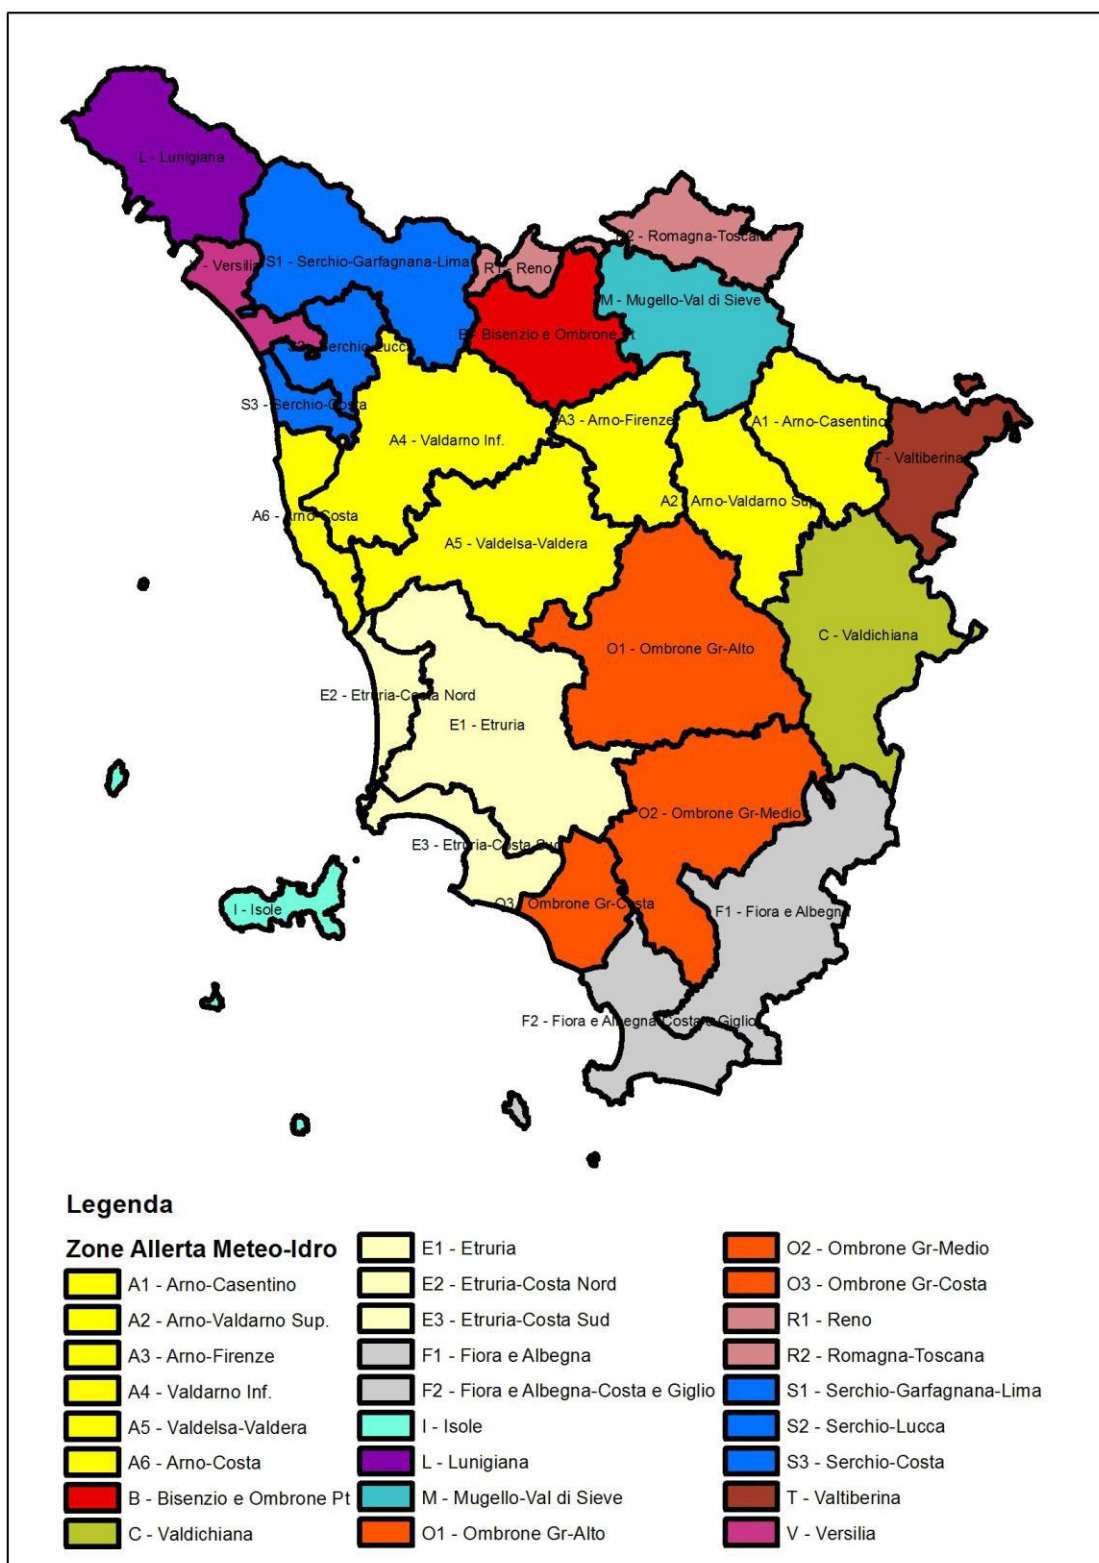 L - Lunigiana
R2 - Romagna-Toscana
V - Versilia
S1 - Serchio-Garfagnana-Lima
R1 - Reno
M - Mugello-Val di Sieve
B - Bisenzio e Ombrone Pt
S2 - Serchio-Lucca
S3 - Serchio-Costa
A3 - Arno-Firenze
A1 - Arno-Casentino
A4 - Valdarno Inf.
T - Valtiberina
A2 - Arno-Valdarno Sup.
A6 - Arno-Costa
A5 - Valdelsa-Valdera
C - Valdichiana
O1 - Ombrone Gr-Alto
E2 - Etruria-Costa Nord
E1 - Etruria
O2 - Ombrone Gr-Medio
E3 - Etruria-Costa Sud
O3 - Ombrone Gr-Costa
I - Isole
F1 - Fiora e Albegna
F2 - Fiora e Albegna-Costa e Giglio
Legenda
Zone Allerta Meteo-Idro
A1 - Arno-Casentino
A2 - Arno-Valdarno Sup.
A3 - Arno-Firenze
A4 - Valdarno Inf.
A5 - Valdelsa-Valdera
A6 - Arno-Costa
B - Bisenzio e Ombrone Pt
C - Valdichiana
E1 - Etruria
E2 - Etruria-Costa Nord
E3 - Etruria-Costa Sud
F1 - Fiora e Albegna
F2 - Fiora e Albegna-Costa e Giglio
I - Isole
L - Lunigiana
M - Mugello-Val di Sieve
O1 - Ombrone Gr-Alto
O2 - Ombrone Gr-Medio
O3 - Ombrone Gr-Costa
R1 - Reno
R2 - Romagna-Toscana
S1 - Serchio-Garfagnana-Lima
S2 - Serchio-Lucca
S3 - Serchio-Costa
T - Valtiberina
V - Versilia